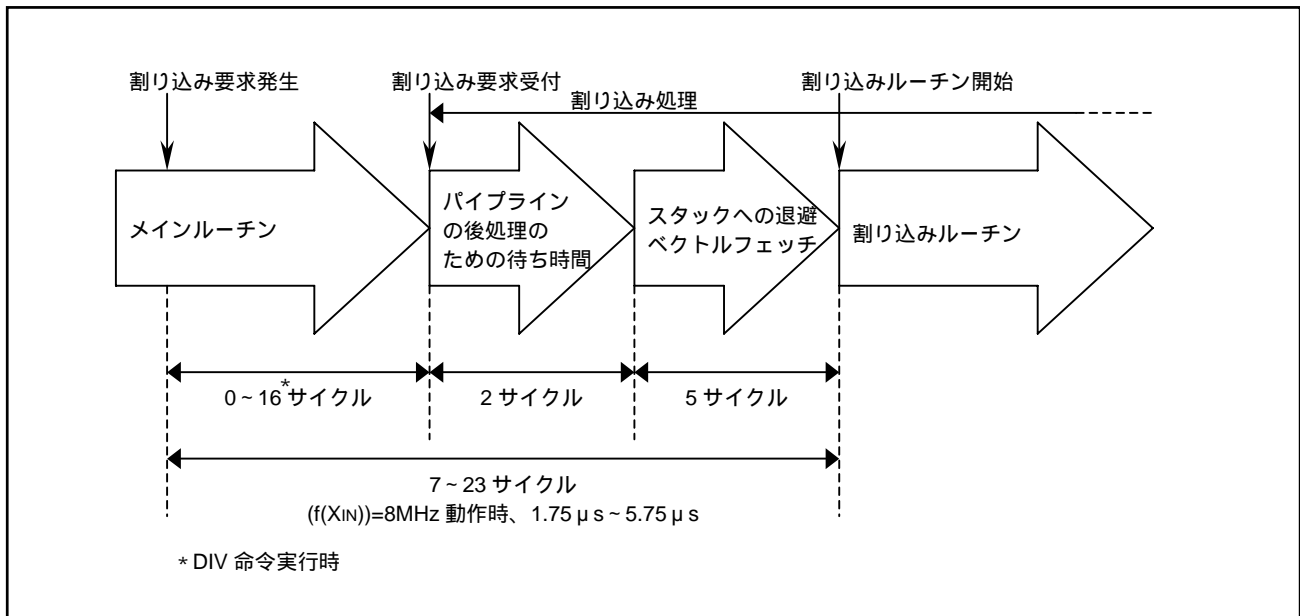 割り込み要求発生
割り込み要求受付
割り込みルーチン開始
割り込み処理
メインルーチン
パイプライン
の後処理の
ための待ち時間
スタックへの退避
ベクトルフェッチ
割り込みルーチン
0～16*サイクル
2 サイクル
5 サイクル
7～23 サイクル
(f(XIN))=8MHz 動作時、1.75 μ s～5.75 μ s
* DIV 命令実行時